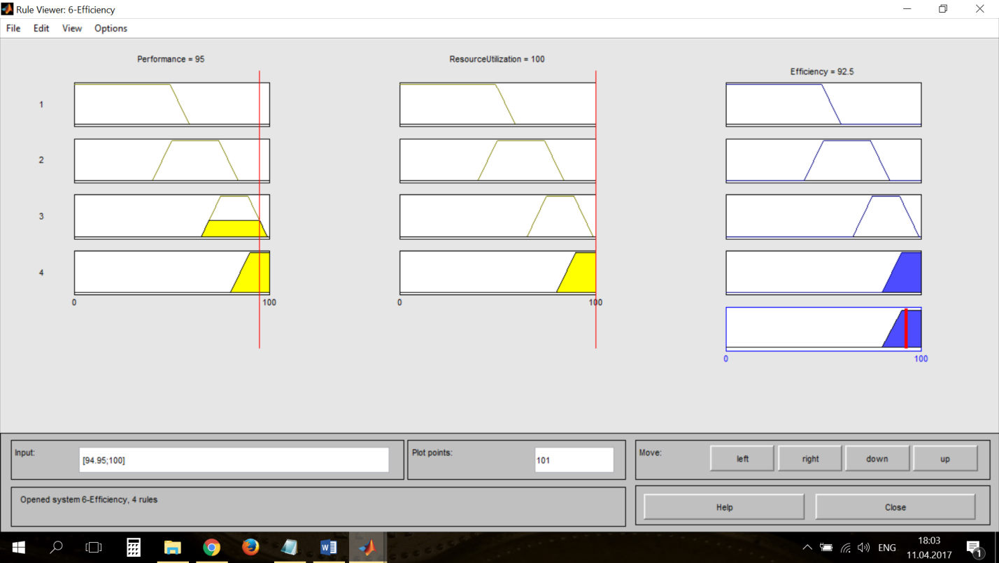 Rule Viewer: 6-Efficiency
File Edit View Options
Performance = 95
ResourceUtilization = 100
Efficiency = 92.5
1
2
3
4
0 100
0 100
0 100
Input:
[94.95;100]
Plot points:
101
Move:
left
right
down
up
Opened system 6-Efficiency, 4 rules
Help
Close
W
ENG
18:03
11.04.2017
1